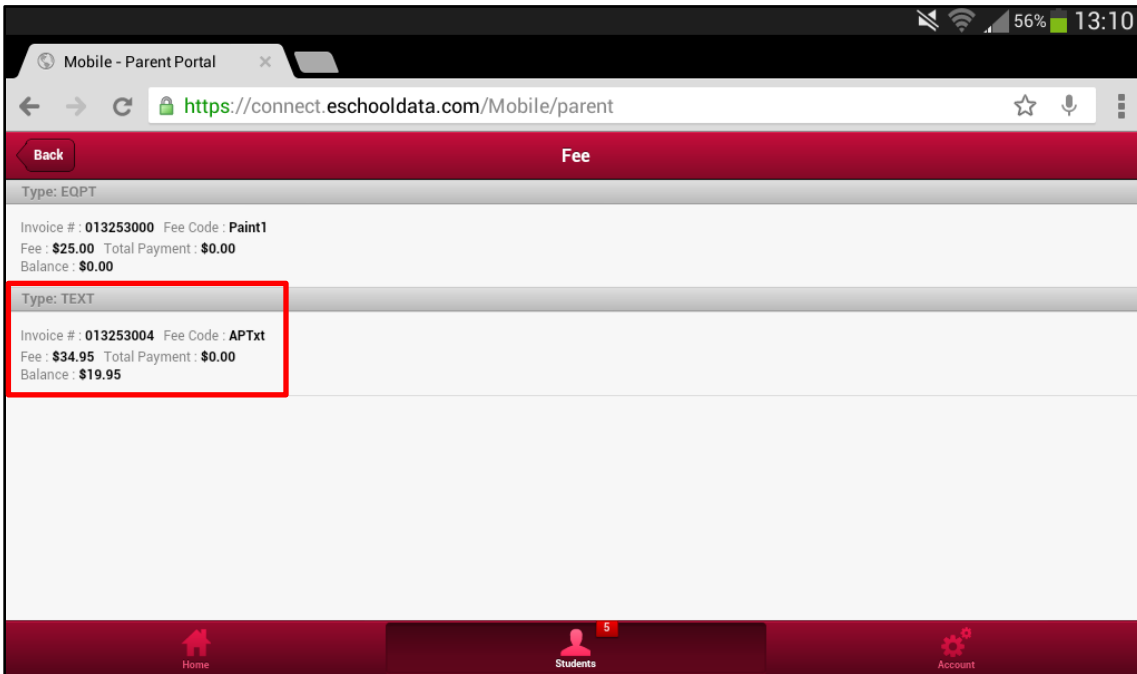 56% 13:10
Mobile - Parent Portal ×
https://connect.eschooldata.com/Mobile/parent
Back Fee
Type: EQPT
Invoice # : 013253000 Fee Code : Paint1
Fee : $25.00 Total Payment : $0.00
Balance : $0.00
Type: TEXT
Invoice # : 013253004 Fee Code : APTxt
Fee : $34.95 Total Payment : $0.00
Balance : $19.95
5
Home Students Account